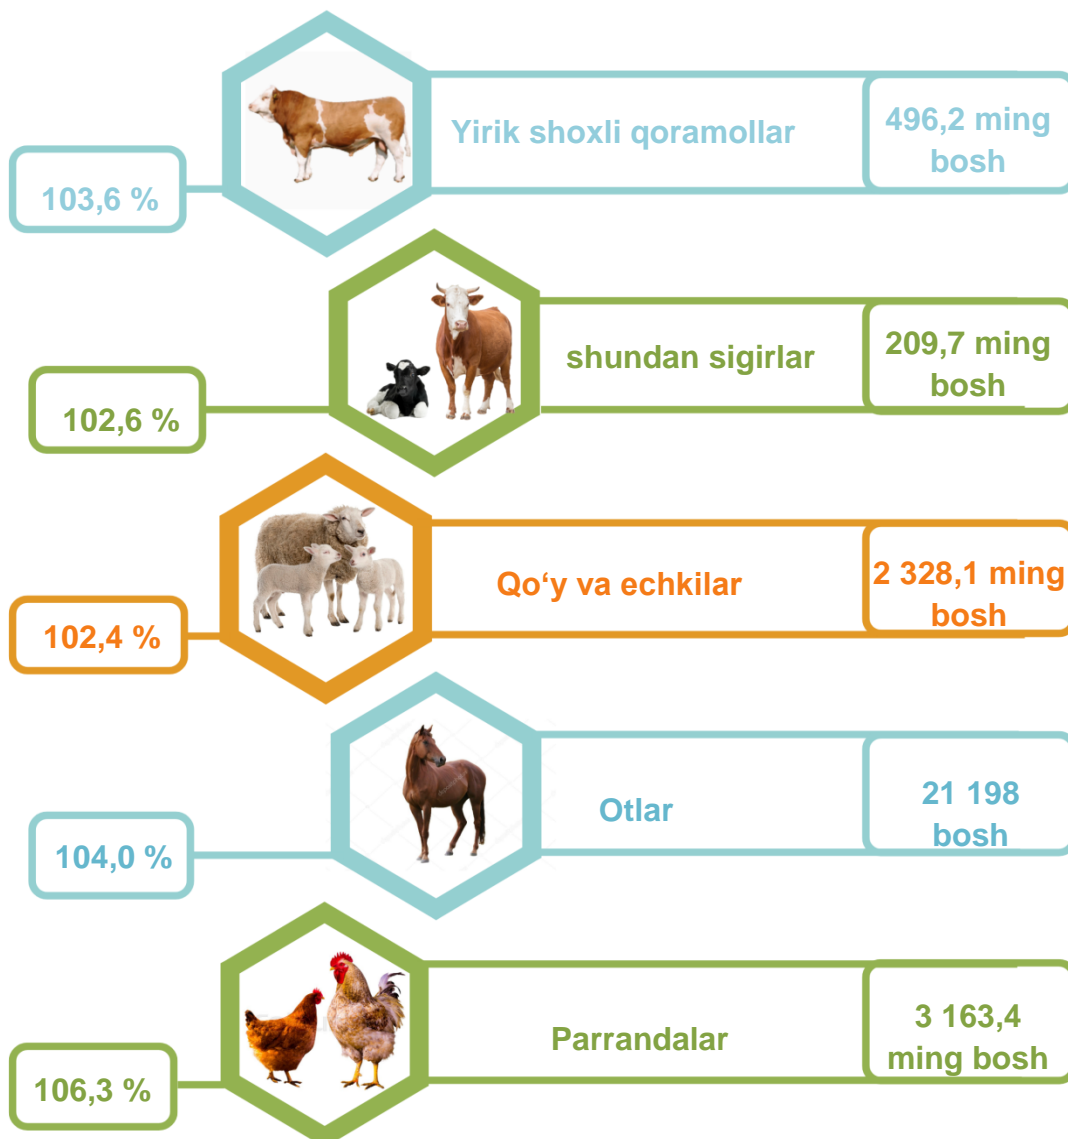 Yirik shoxli qoramollar
496,2 ming
bosh
103,6 %
shundan sigirlar
209,7 ming
bosh
102,6 %
Qo‘y va echkilar
2 328,1 ming
bosh
102,4 %
Otlar
21 198
bosh
104,0 %
Parrandalar
3 163,4
ming bosh
106,3 %